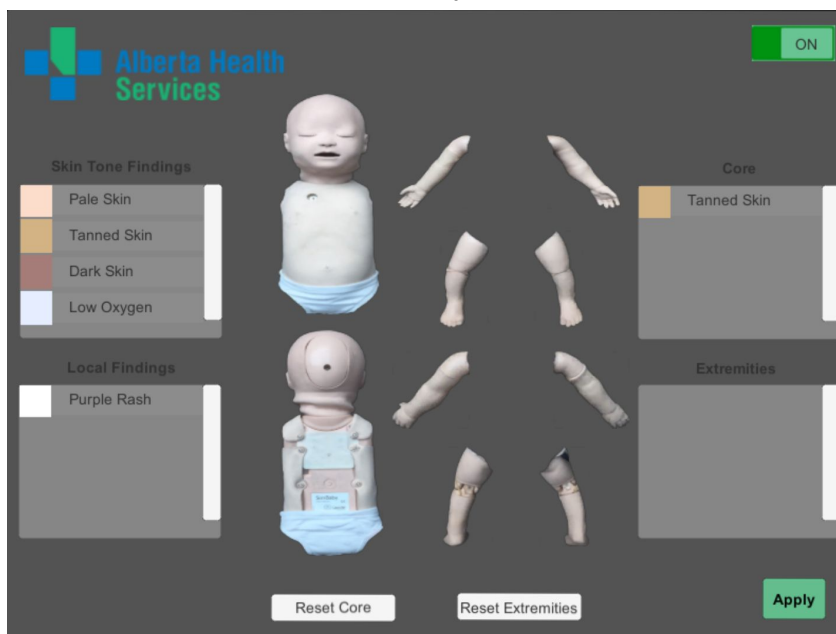 Alberta Health
Services
ON
Skin Tone Findings
Pale Skin
Tanned Skin
Dark Skin
Low Oxygen
Core
Tanned Skin
Local Findings
Purple Rash
Extremities
Reset Core
Reset Extremities
Apply